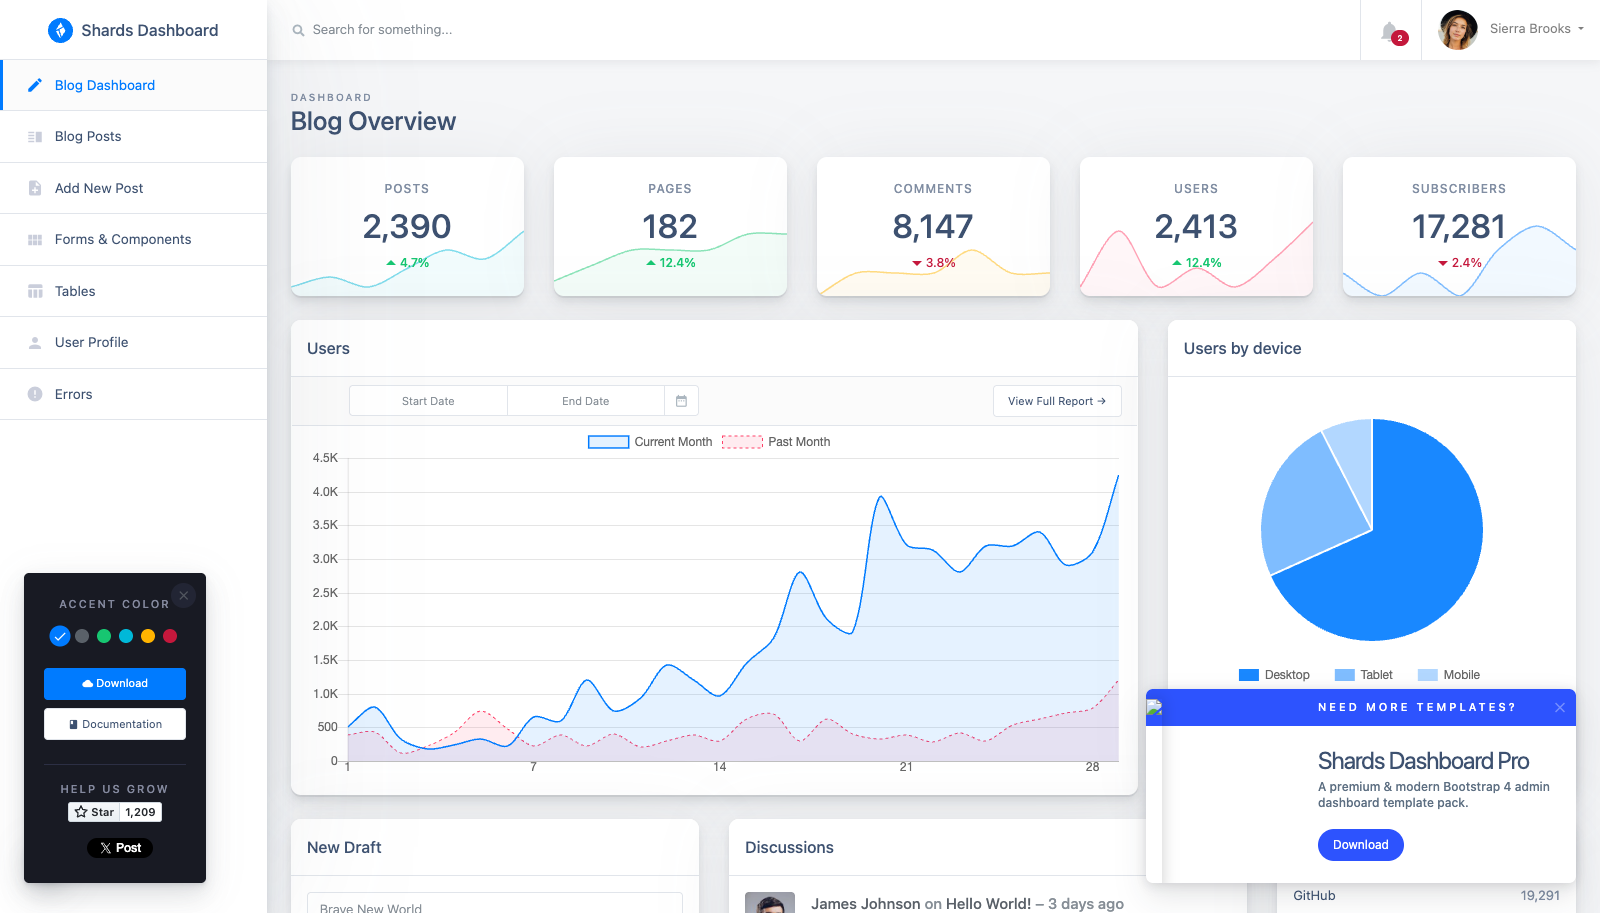 Shards Dashboard
Search for something...
2
Sierra Brooks
Blog Dashboard
Blog Posts
Add New Post
Forms & Components
Tables
User Profile
Errors
DASHBOARD
Blog Overview
POSTS
2,390
4.7%
PAGES
182
12.4%
COMMENTS
8,147
3.8%
USERS
2,413
12.4%
SUBSCRIBERS
17,281
2.4%
Users
Start Date
End Date
View Full Report →
Current Month
Past Month
4.5K
4.0K
3.5K
3.0K
2.5K
2.0K
1.5K
1.0K
500
0
1
7
14
21
28
Users by device
Desktop
Tablet
Mobile
ACCENT COLOR
Download
Documentation
HELP US GROW
Star 1,209
Post
NEED MORE TEMPLATES?
Shards Dashboard Pro
A premium & modern Bootstrap 4 admin
dashboard template pack.
Download
New Draft
Brave New World
Discussions
James Johnson on Hello World! – 3 days ago
GitHub
19,291